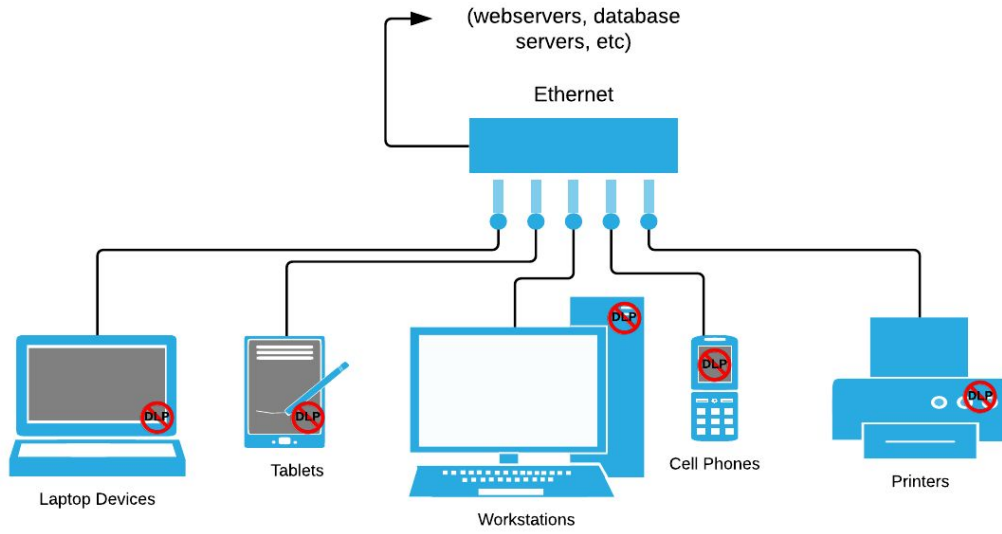 (webservers, database
servers, etc)
Ethernet
DLP
DLP
DLP
DLP
DLP
Laptop Devices
Tablets
Workstations
Cell Phones
Printers